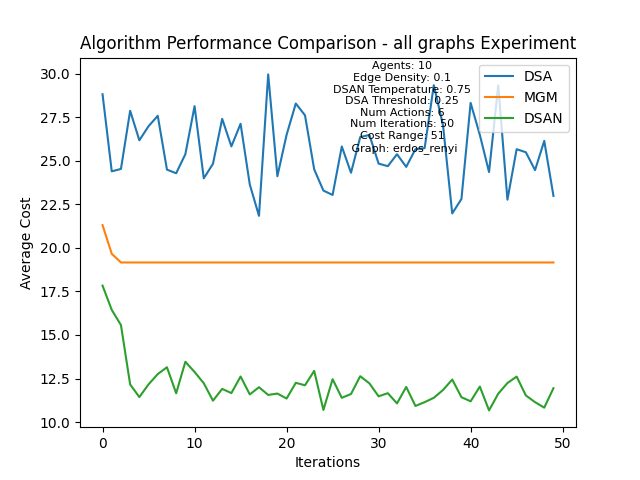 Algorithm Performance Comparison - all graphs Experiment
Agents: 10
Edge Density: 0.1
DSAN Temperature: 0.75
DSA Threshold: 0.25
Num Actions: 6
Num Iterations: 50
Cost Range: 51
Graph: erdos_renyi
DSA
MGM
DSAN
Average Cost
30.0
27.5
25.0
22.5
20.0
17.5
15.0
12.5
10.0
0 10 20 30 40 50
Iterations